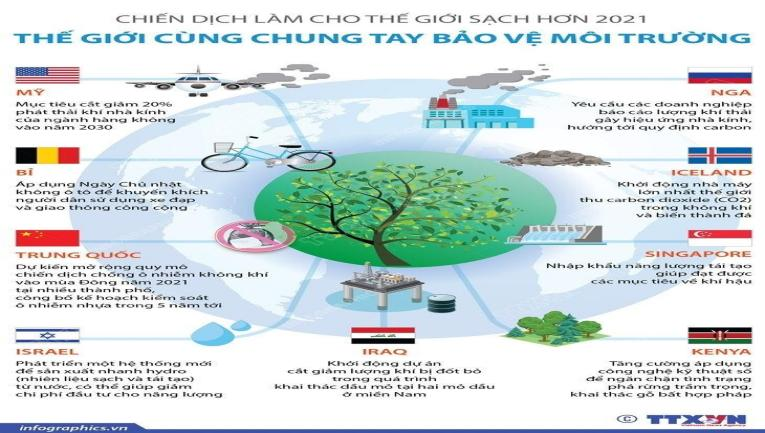 CHIẾN DỊCH LÀM CHO THẾ GIỚI SẠCH HƠN 2021
THẾ GIỚI CÙNG CHUNG TAY BẢO VỆ MÔI TRƯỜNG
MỸ
Mục tiêu cắt giảm 20%
phát thải khí nhà kính
của ngành hàng không
vào năm 2030
NGA
Yêu cầu các doanh nghiệp
báo cáo lượng khí thải
gây hiệu ứng nhà kính,
hướng tới quy định carbon
BỈ
Áp dụng Ngày Chủ nhật
không ô tô để khuyến khích
người dân sử dụng xe đạp
và giao thông công cộng
ICELAND
Khởi động nhà máy
lớn nhất thế giới
thu carbon dioxide (CO2)
trong không khí
và biến thành đá
TRUNG QUỐC
Dự kiến mở rộng quy mô
chiến dịch chống ô nhiễm không khí
vào mùa Đông năm 2021
tại nhiều thành phố,
công bố kế hoạch kiểm soát
ô nhiễm nhựa trong 5 năm tới
SINGAPORE
Nhập khẩu năng lượng tái tạo
giúp đạt được
các mục tiêu về khí hậu
ISRAEL
Phát triển một hệ thống mới
để sản xuất nhanh hydro
(nhiên liệu sạch và tái tạo)
từ nước, có thể giúp giảm
chi phí đầu tư cho năng lượng
IRAQ
Khởi động dự án
cắt giảm lượng khí bị đốt bỏ
trong quá trình
khai thác dầu mỏ tại hai mỏ dầu
ở miền Nam
KENYA
Tăng cường áp dụng
công nghệ kỹ thuật số
để ngăn chặn tình trạng
phá rừng trầm trọng,
khai thác gỗ bất hợp pháp
infographics.vn
© TTXVN
Vietnam News Agency